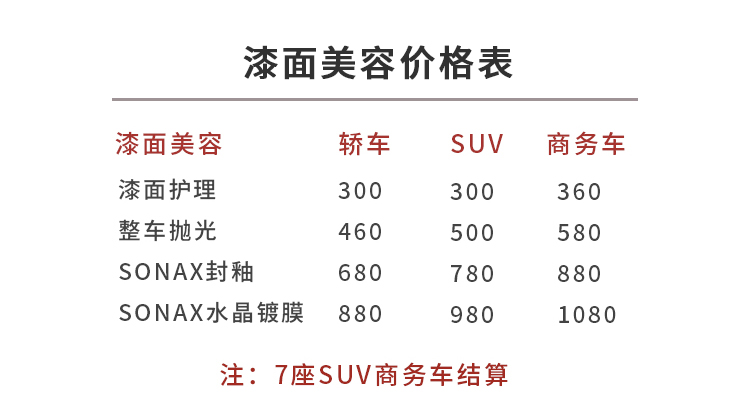 漆面美容价格表
漆面美容 轿车 SUV 商务车
漆面护理 300 300 360
整车抛光 460 500 580
SONAX封釉 680 780 880
SONAX水晶镀膜 880 980 1080
注：7座SUV商务车结算